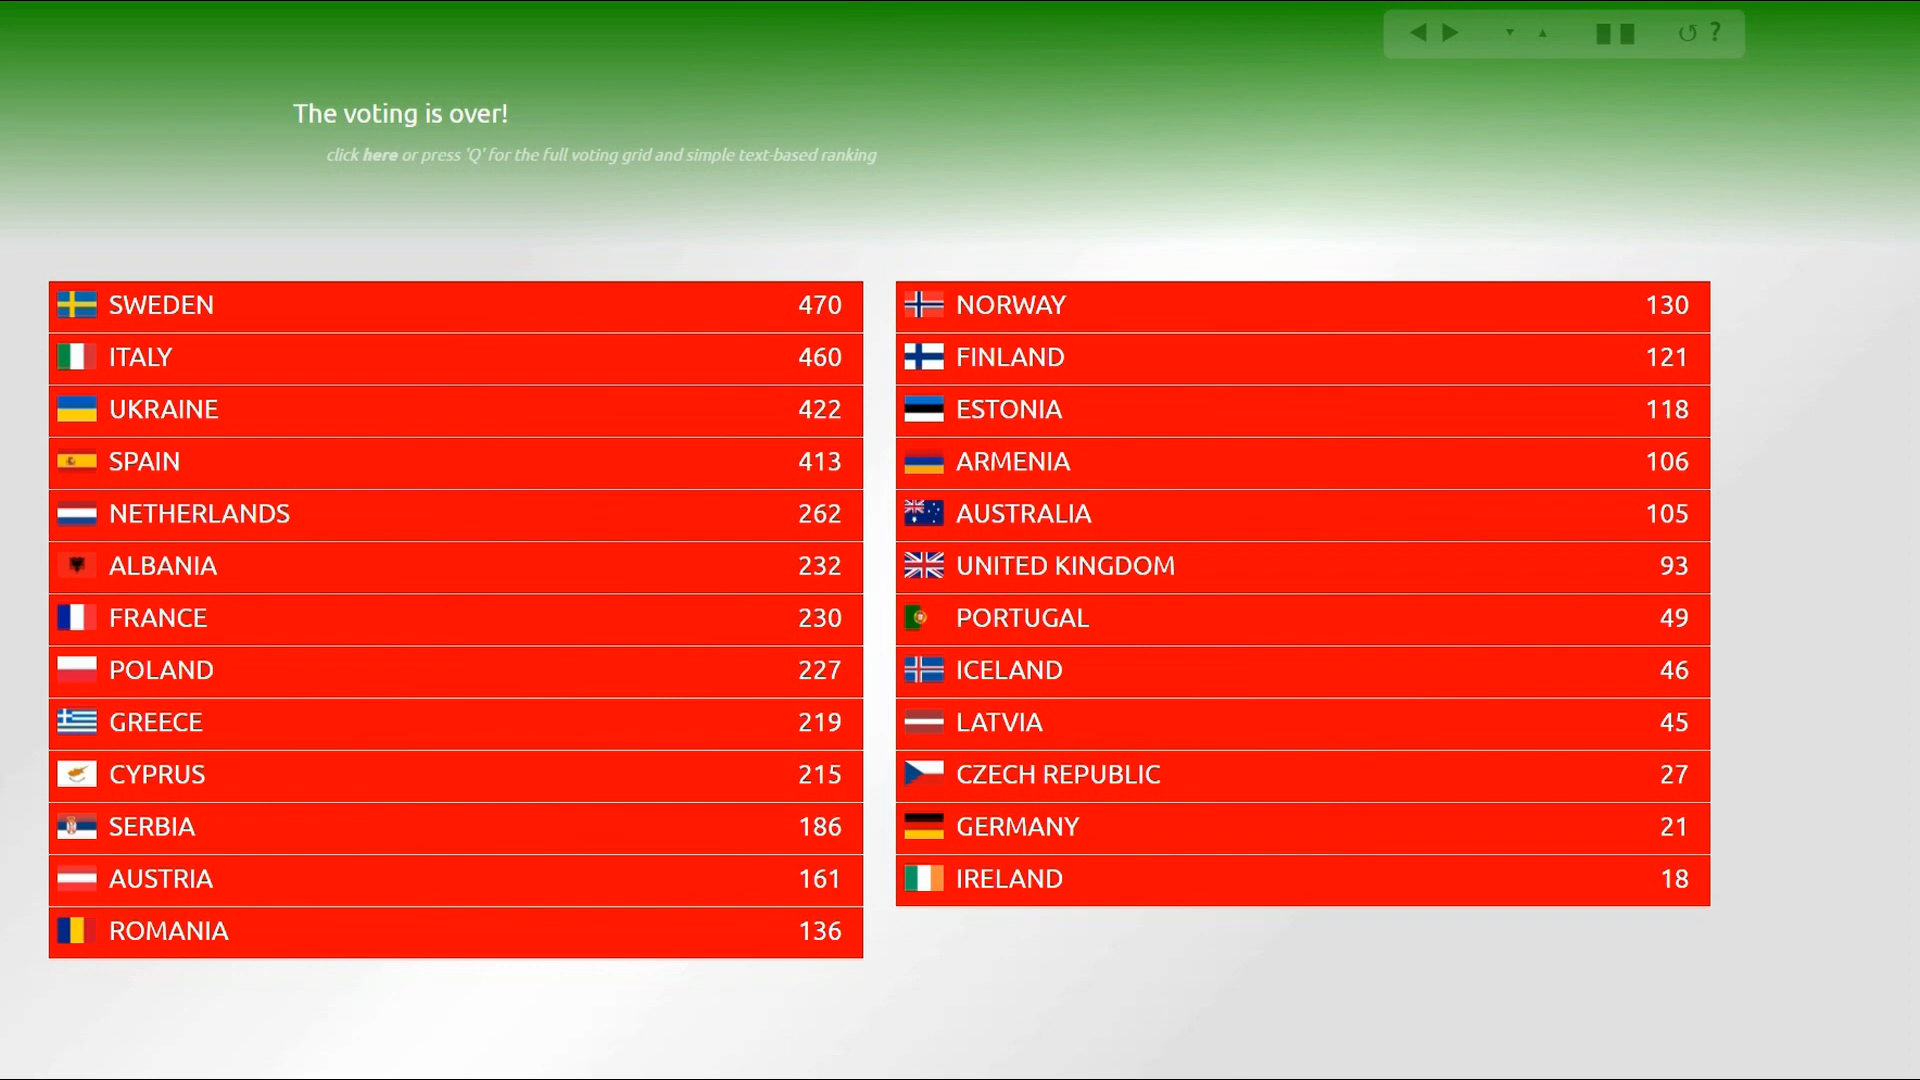 The voting is over!
click here or press 'Q' for the full voting grid and simple text-based ranking
SWEDEN 470
ITALY 460
UKRAINE 422
SPAIN 413
NETHERLANDS 262
ALBANIA 232
FRANCE 230
POLAND 227
GREECE 219
CYPRUS 215
SERBIA 186
AUSTRIA 161
ROMANIA 136
NORWAY 130
FINLAND 121
ESTONIA 118
ARMENIA 106
AUSTRALIA 105
UNITED KINGDOM 93
PORTUGAL 49
ICELAND 46
LATVIA 45
CZECH REPUBLIC 27
GERMANY 21
IRELAND 18